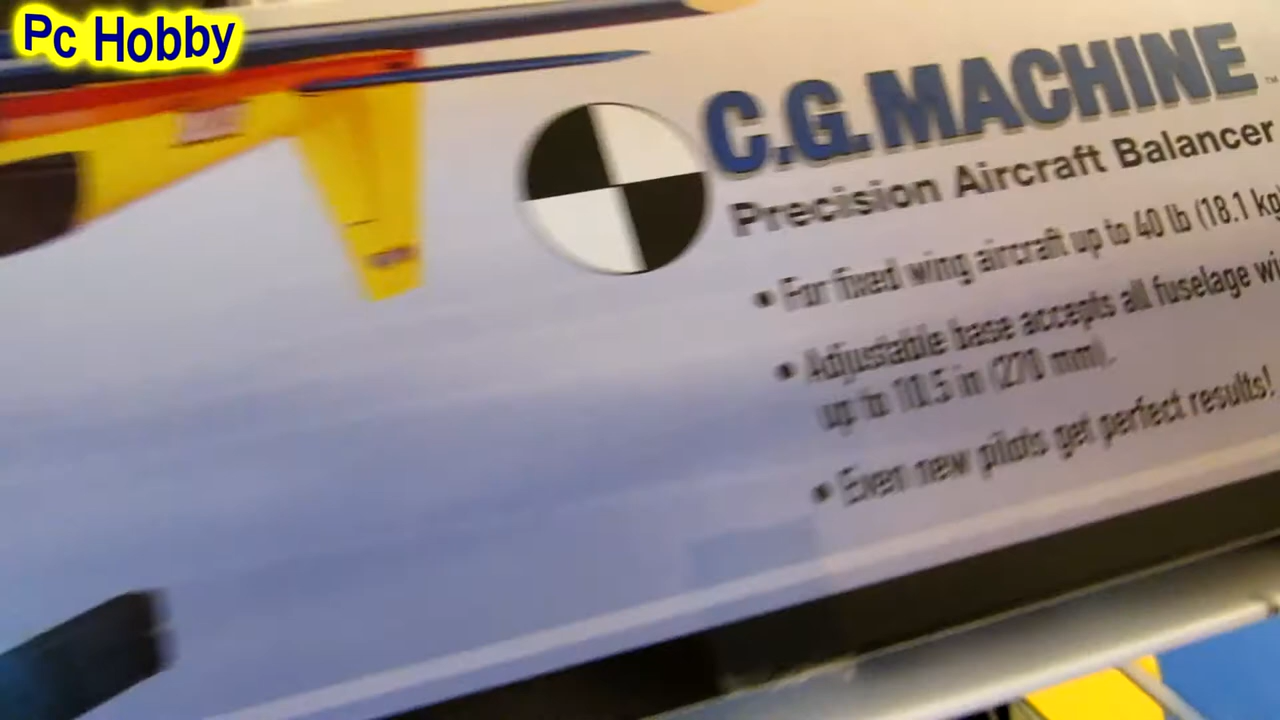 Pc Hobby
C.G. MACHINE™
Precision Aircraft Balancer
• For fixed wing aircraft up to 40 lb (18.1 kg
• Adjustable base accepts all fuselage wi
up to 10.5 in (270 mm).
• Even new pilots get perfect results!